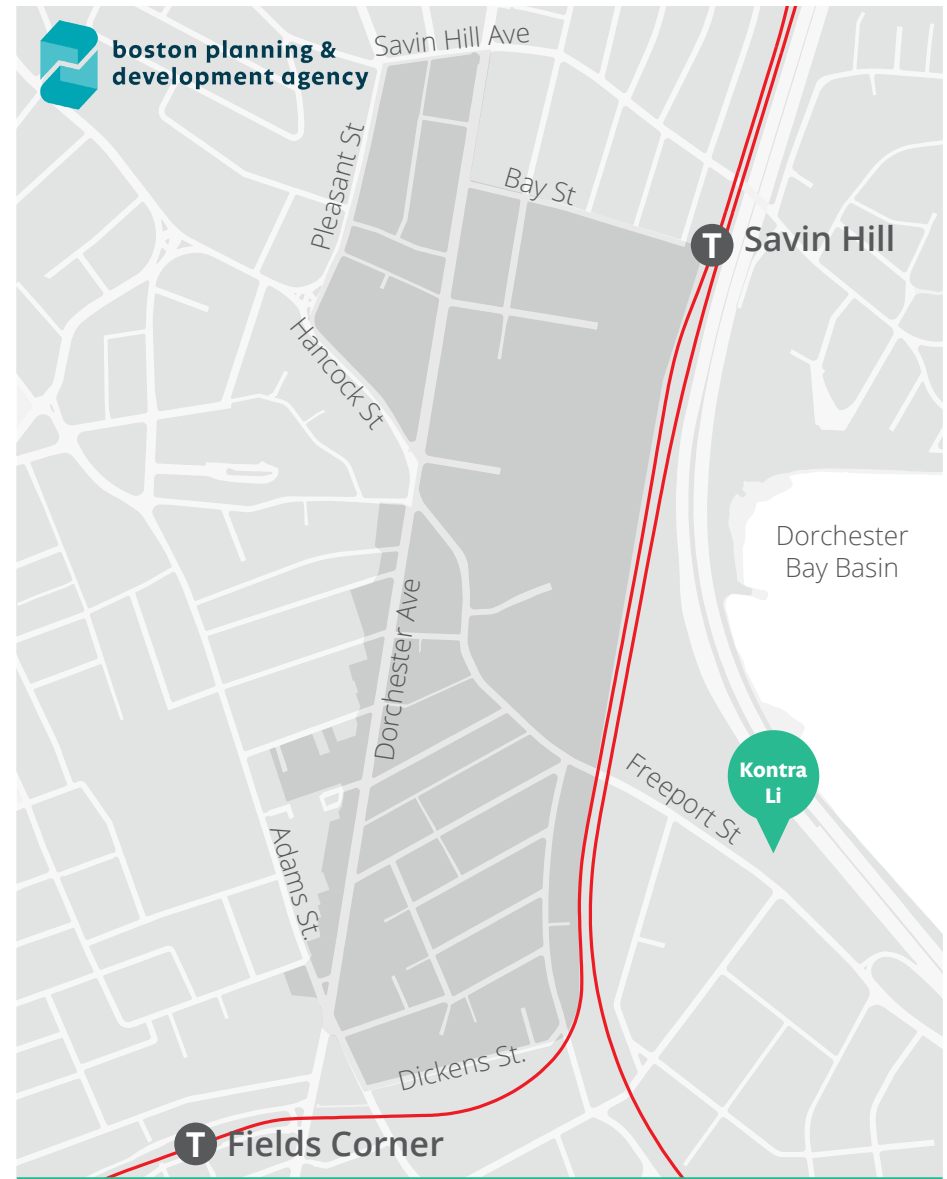 boston planning &
development agency
Savin Hill Ave
Pleasant St
Bay St
T Savin Hill
Hancock St
Dorchester
Bay Basin
Dorchester Ave
Freeport St
Kontra
Li
Adams St.
Dickens St.
T Fields Corner